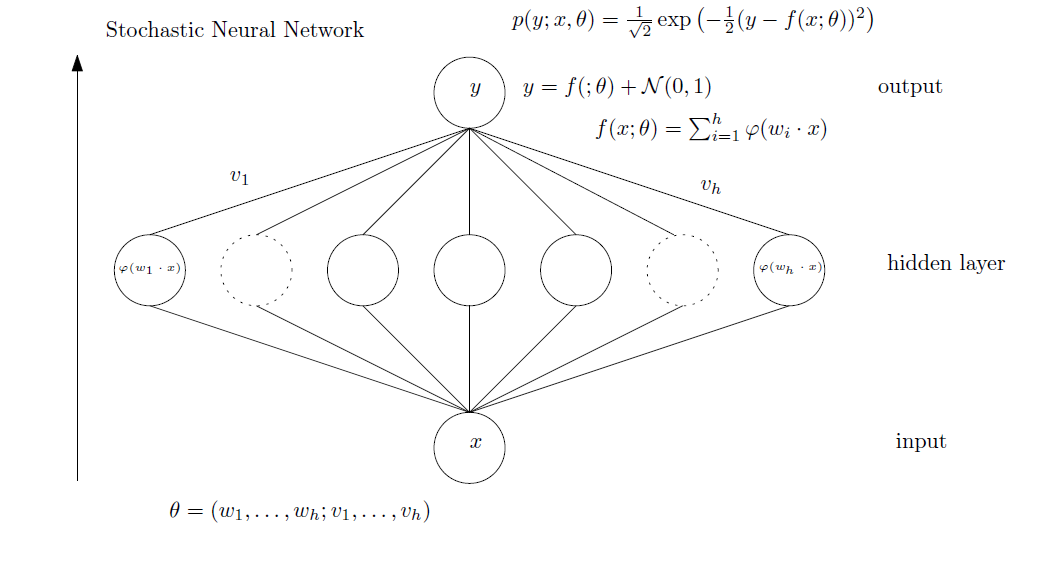 Stochastic Neural Network
p(y; x, θ) = 1/√2 exp (−1/2(y − f(x; θ))²)
y
y = f(; θ) + 𝒩(0, 1)
output
f(x; θ) = ∑ᵢ₌₁ʰ φ(wᵢ · x)
v₁
vₕ
φ(w₁ · x)
φ(wₕ · x)
hidden layer
x
input
θ = (w₁, . . . , wₕ; v₁, . . . , vₕ)